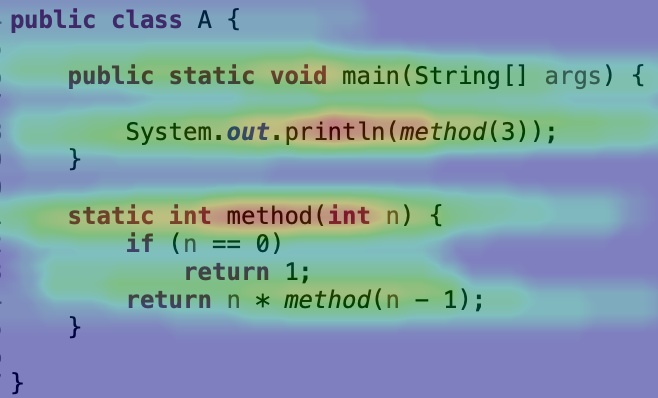 public class A {
public static void main(String[] args) {
System.out.println(method(3));
}
static int method(int n) {
if (n == 0)
return 1;
return n * method(n - 1);
}
}